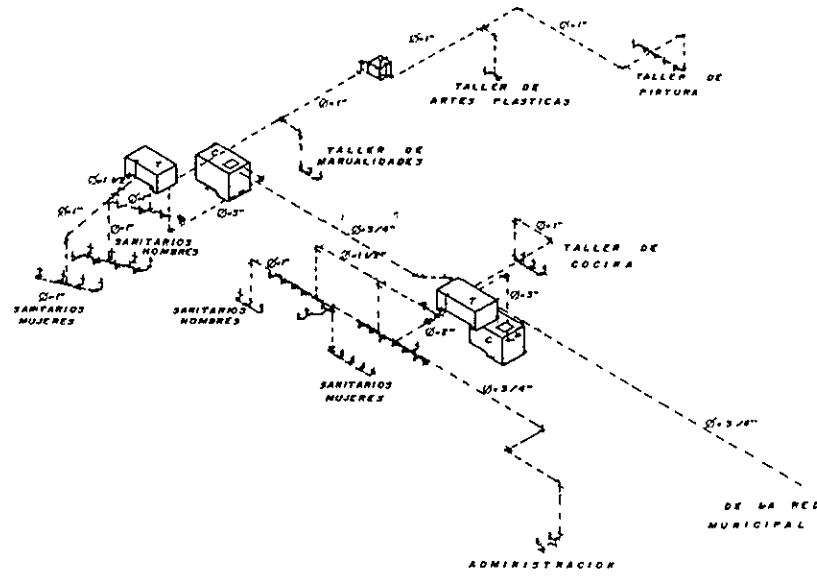 Ø=1"
Ø=1"
TALLER DE
PINTURA
TALLER DE
ARTES PLASTICAS
Ø=1"
TALLER DE
MANUALIDADES
T
C
Ø=1 1/2"
Ø=1"
Ø=1"
Ø=3"
SANITARIOS
HOMBRES
Ø=1"
SANITARIOS
MUJERES
Ø=3/4"
Ø=1"
TALLER DE
COCINA
Ø=1 1/2"
Ø=1"
SANITARIOS
HOMBRES
T
Ø=3"
C
Ø=2"
SANITARIOS
MUJERES
Ø=3/4"
Ø=3/4"
DE LA RED
MUNICIPAL
ADMINISTRACION